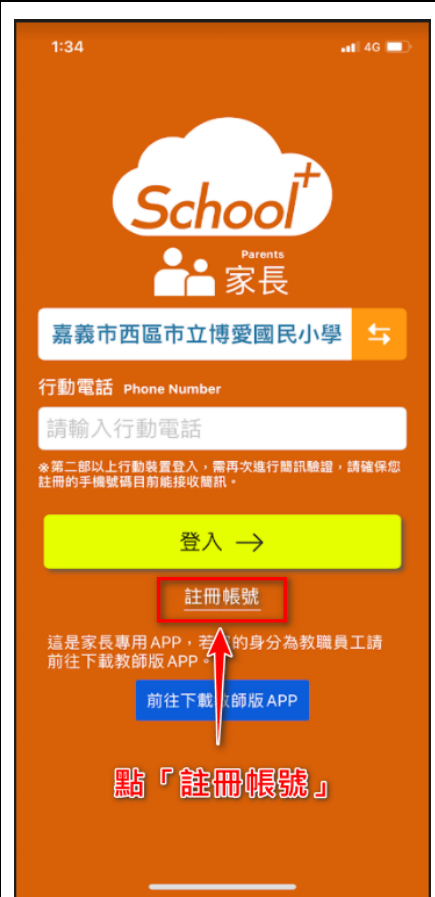 1:34
4G
School+
Parents
家長
嘉義市西區市立博愛國民小學
行動電話 Phone Number
請輸入行動電話
※第二部以上行動裝置登入，需再次進行簡訊驗證，請確保您
註冊的手機號碼目前能接收簡訊。
登入 →
註冊帳號
這是家長專用APP，若 的身分為教職員工請
前往下載教師版APP。
前往下載 師版APP
點「註冊帳號」